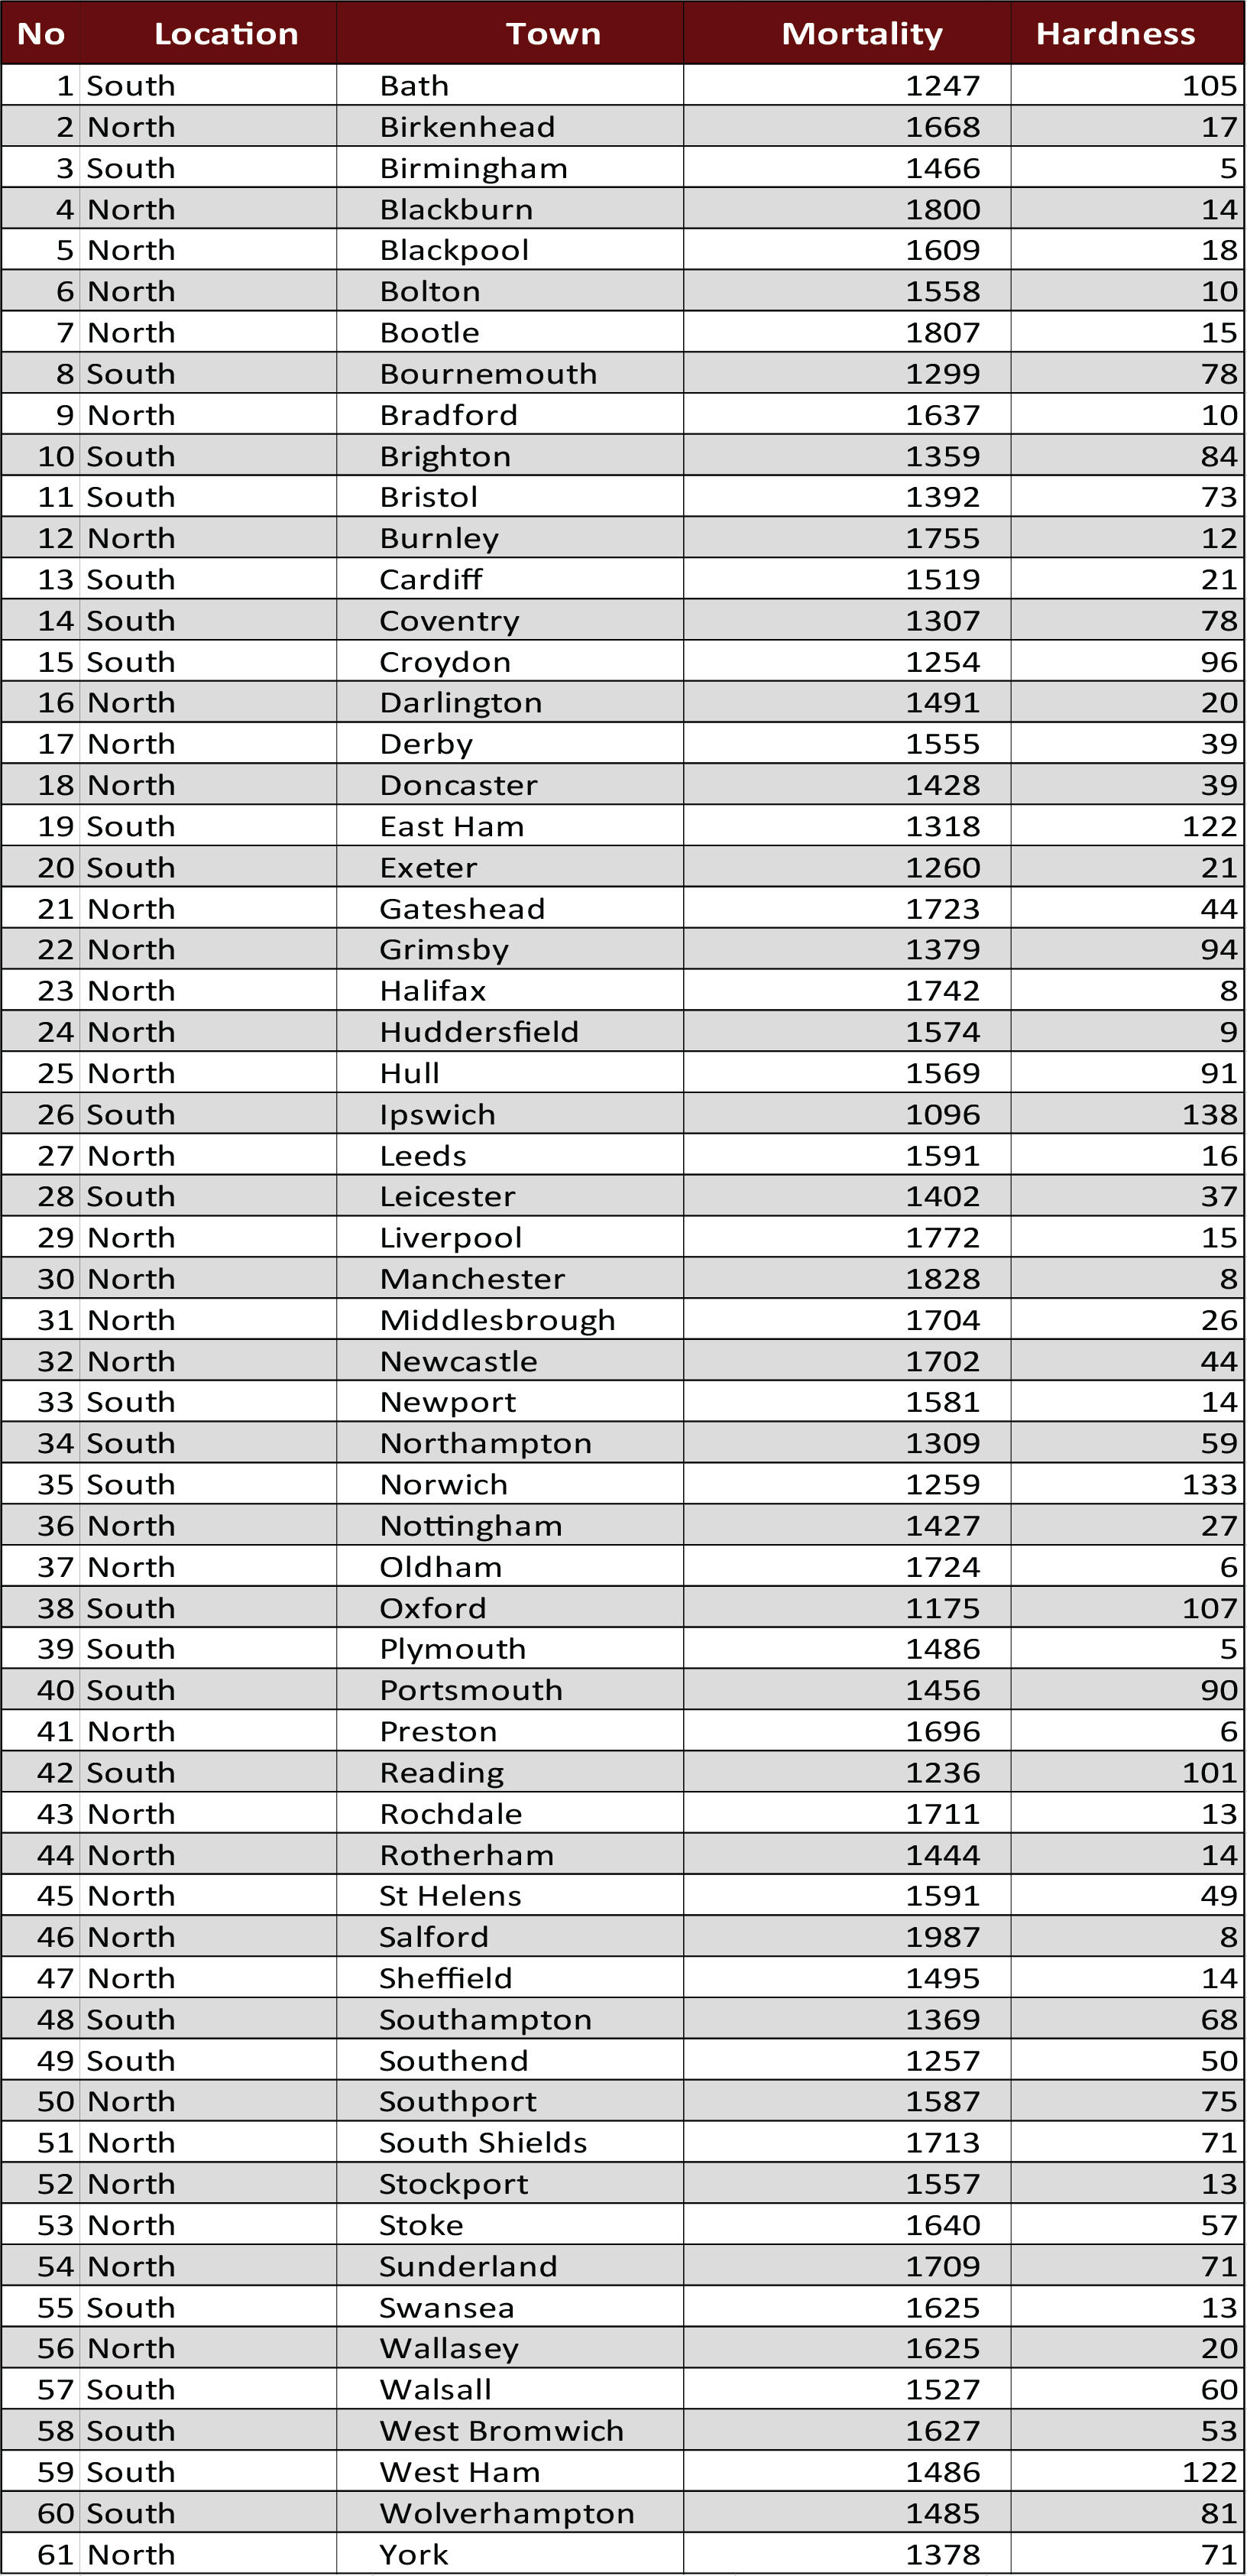 No Location Town Mortality Hardness
1 South Bath 1247 105
2 North Birkenhead 1668 17
3 South Birmingham 1466 5
4 North Blackburn 1800 14
5 North Blackpool 1609 18
6 North Bolton 1558 10
7 North Bootle 1807 15
8 South Bournemouth 1299 78
9 North Bradford 1637 10
10 South Brighton 1359 84
11 South Bristol 1392 73
12 North Burnley 1755 12
13 South Cardiff 1519 21
14 South Coventry 1307 78
15 South Croydon 1254 96
16 North Darlington 1491 20
17 North Derby 1555 39
18 North Doncaster 1428 39
19 South East Ham 1318 122
20 South Exeter 1260 21
21 North Gateshead 1723 44
22 North Grimsby 1379 94
23 North Halifax 1742 8
24 North Huddersfield 1574 9
25 North Hull 1569 91
26 South Ipswich 1096 138
27 North Leeds 1591 16
28 South Leicester 1402 37
29 North Liverpool 1772 15
30 North Manchester 1828 8
31 North Middlesbrough 1704 26
32 North Newcastle 1702 44
33 South Newport 1581 14
34 South Northampton 1309 59
35 South Norwich 1259 133
36 North Nottingham 1427 27
37 North Oldham 1724 6
38 South Oxford 1175 107
39 South Plymouth 1486 5
40 South Portsmouth 1456 90
41 North Preston 1696 6
42 South Reading 1236 101
43 North Rochdale 1711 13
44 North Rotherham 1444 14
45 North St Helens 1591 49
46 North Salford 1987 8
47 North Sheffield 1495 14
48 South Southampton 1369 68
49 South Southend 1257 50
50 North Southport 1587 75
51 North South Shields 1713 71
52 North Stockport 1557 13
53 North Stoke 1640 57
54 North Sunderland 1709 71
55 South Swansea 1625 13
56 North Wallasey 1625 20
57 South Walsall 1527 60
58 South West Bromwich 1627 53
59 South West Ham 1486 122
60 South Wolverhampton 1485 81
61 North York 1378 71